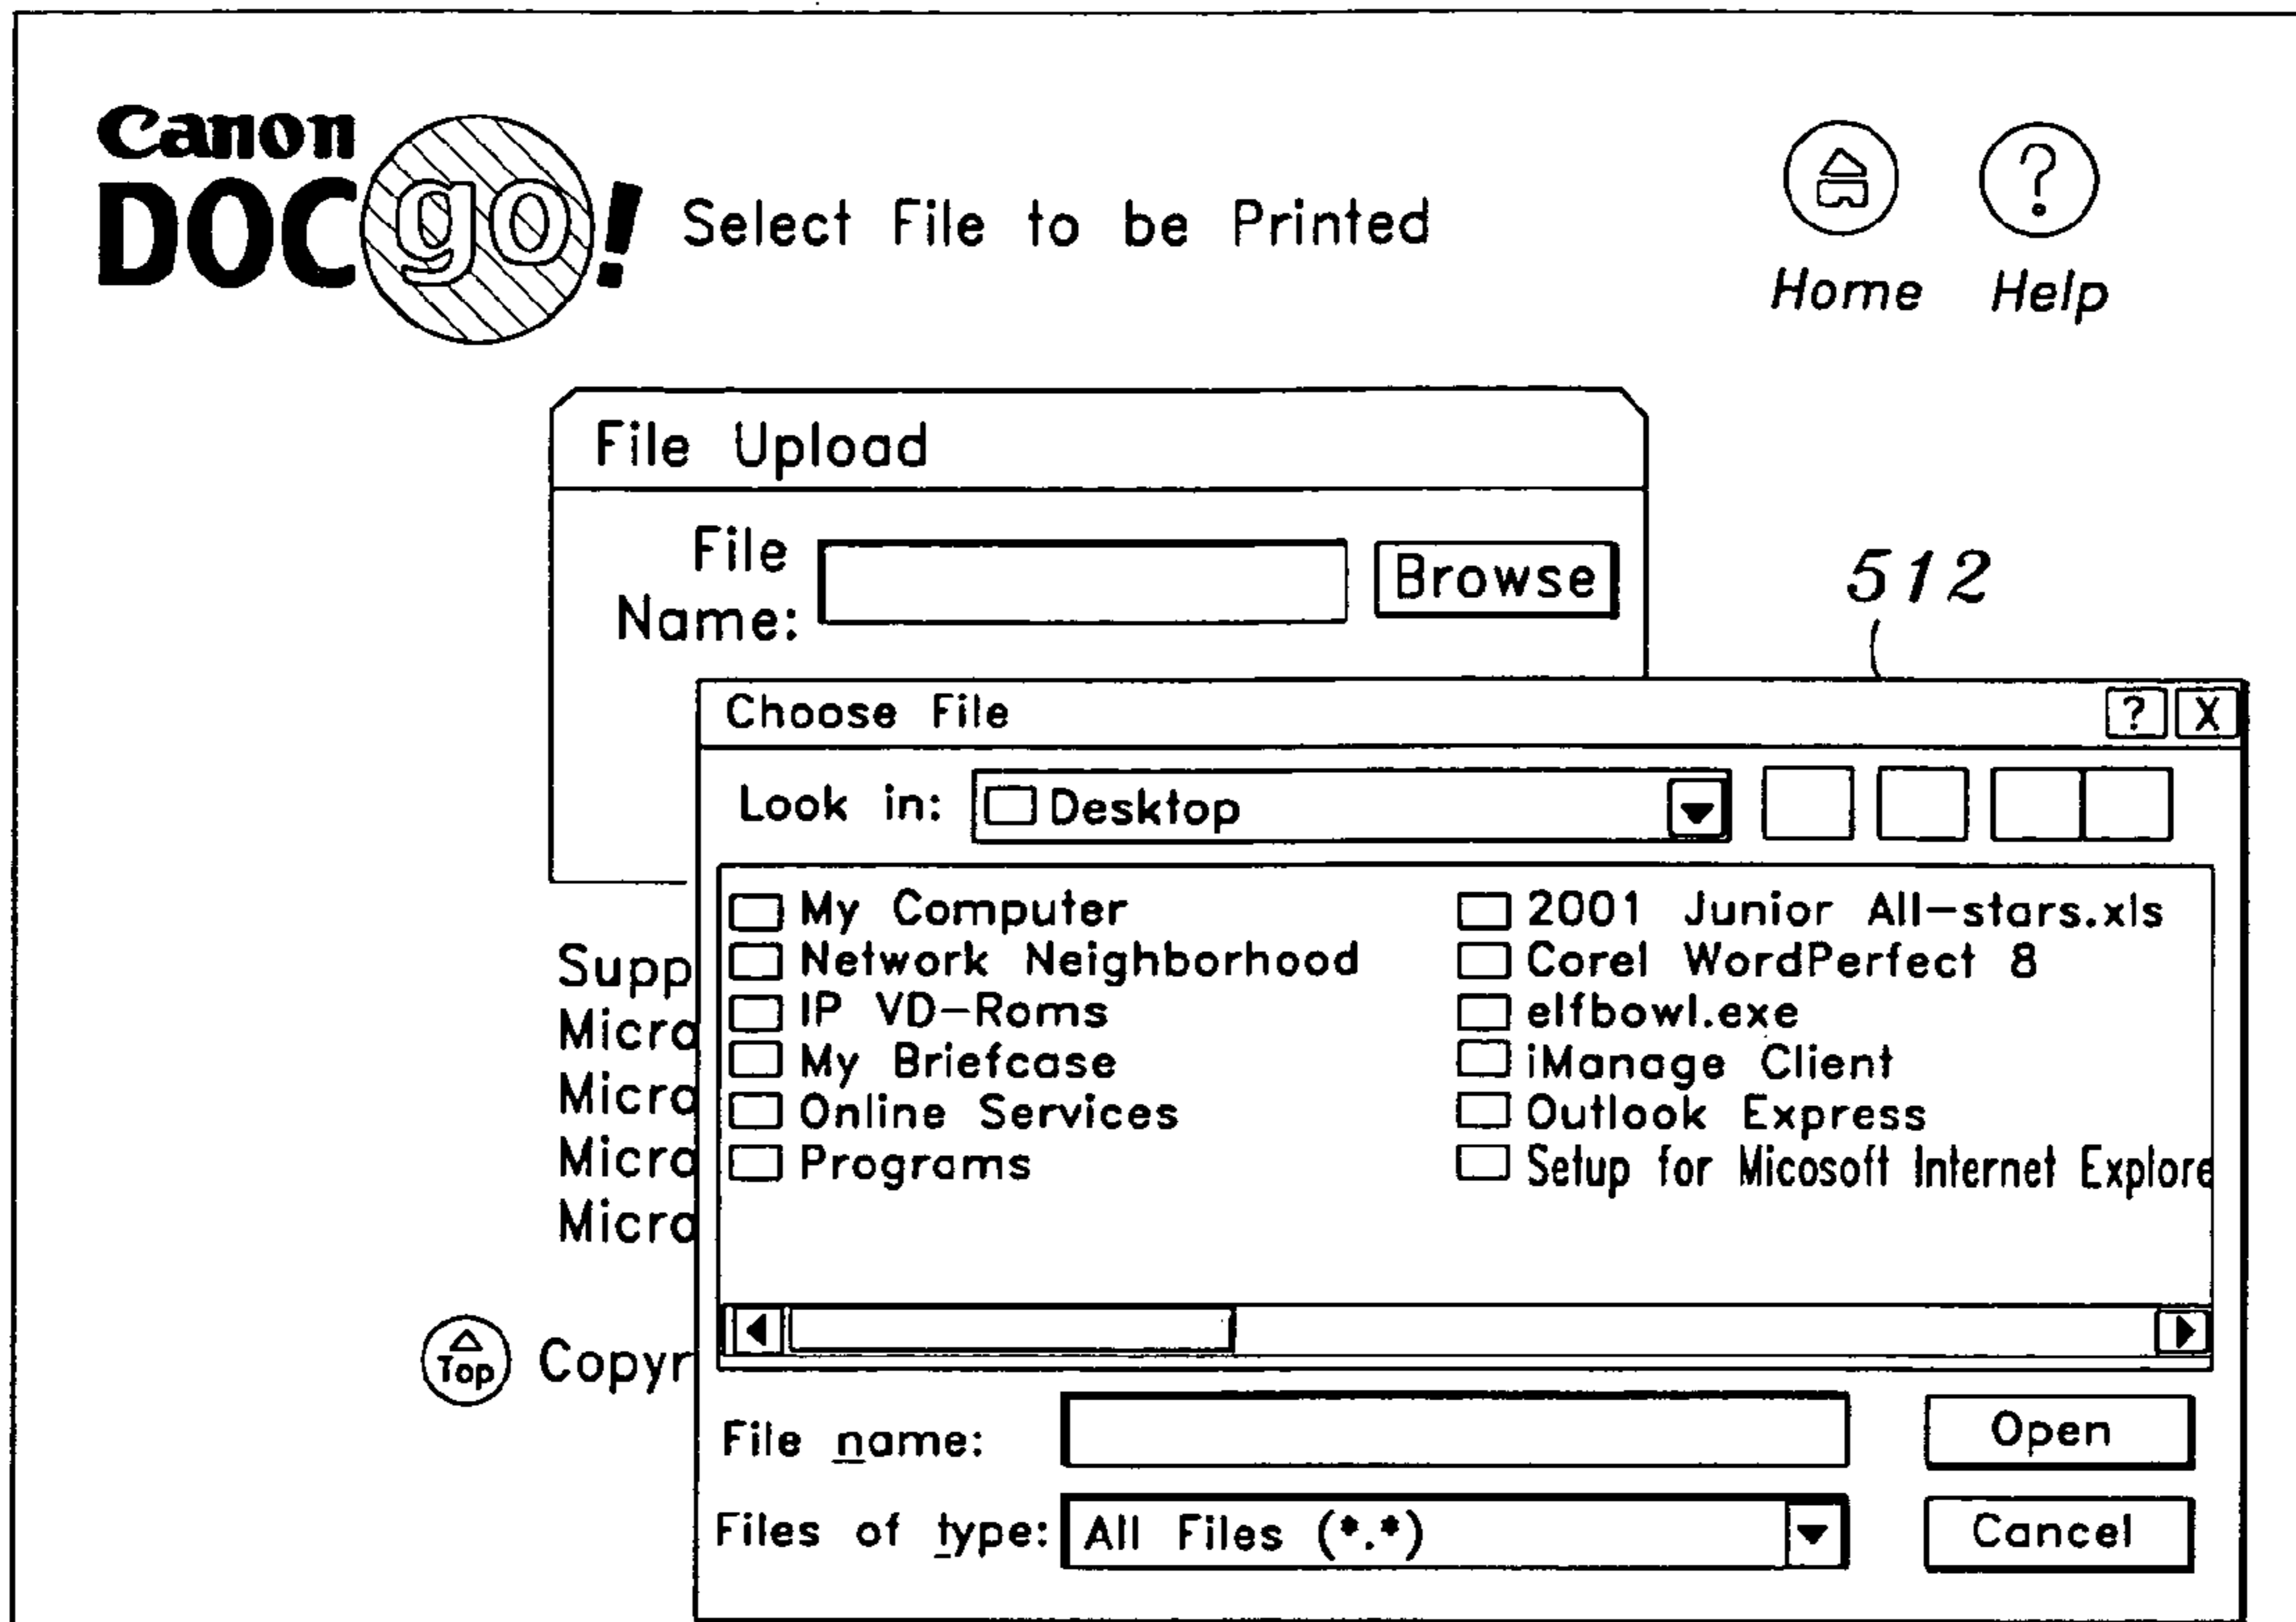 Canon
DOC go! Select File to be Printed
Home Help
File Upload
File Name: Browse
512
Choose File ? X
Look in: Desktop
My Computer
Network Neighborhood
IP VD-Roms
My Briefcase
Online Services
Programs
2001 Junior All-stars.xls
Corel WordPerfect 8
elfbowl.exe
iManage Client
Outlook Express
Setup for Micosoft Internet Explore
Supp
Micro
Micro
Micro
Micro
Top Copyr
File name: Open
Files of type: All Files (*.*) Cancel